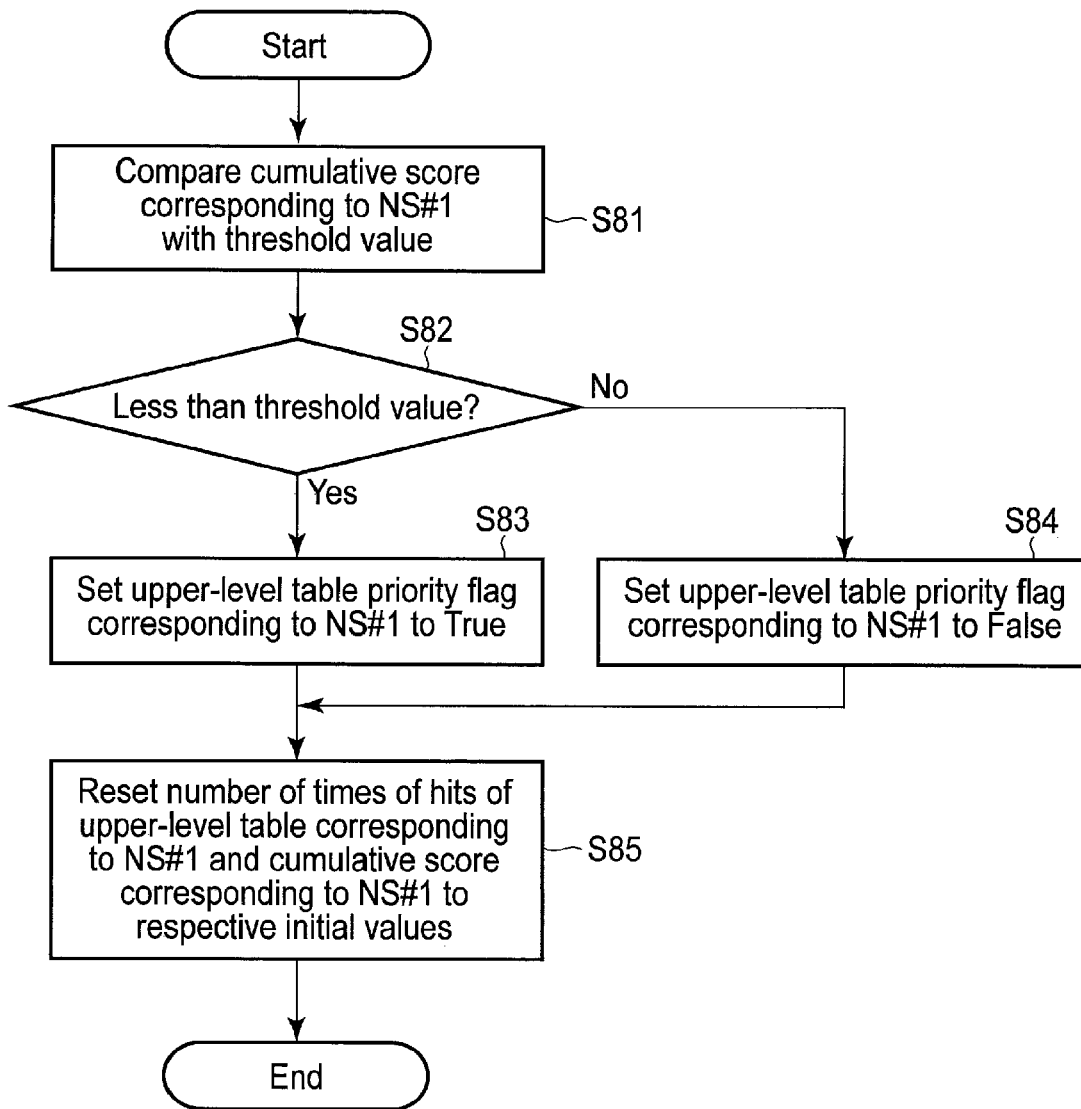 Start
Compare cumulative score
corresponding to NS#1
with threshold value
S81
S82
Less than threshold value?
No
Yes
S83
Set upper-level table priority flag
corresponding to NS#1 to True
S84
Set upper-level table priority flag
corresponding to NS#1 to False
Reset number of times of hits of
upper-level table corresponding
to NS#1 and cumulative score
corresponding to NS#1 to
respective initial values
S85
End